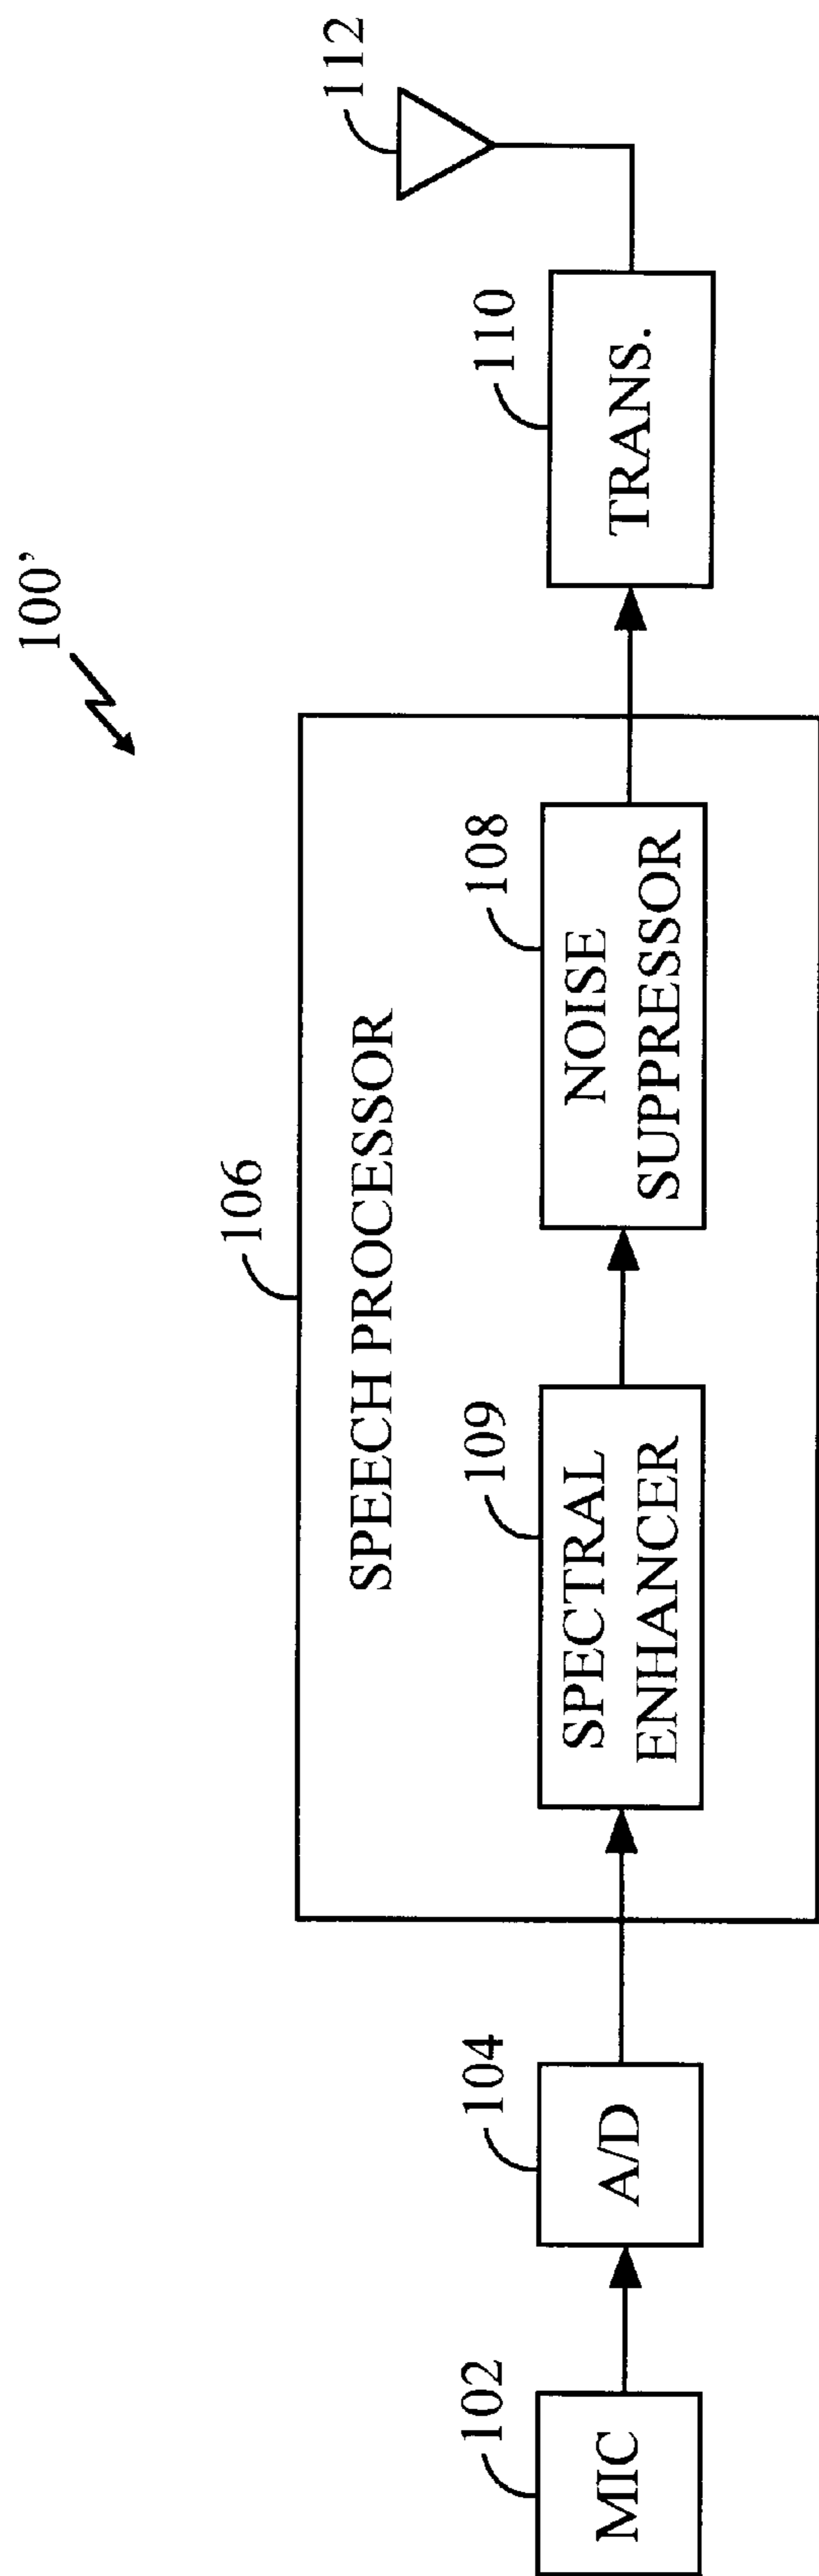 100’
106
112
SPEECH PROCESSOR
102
104
109
108
110
MIC
A/D
SPECTRAL
ENHANCER
NOISE
SUPPRESSOR
TRANS.